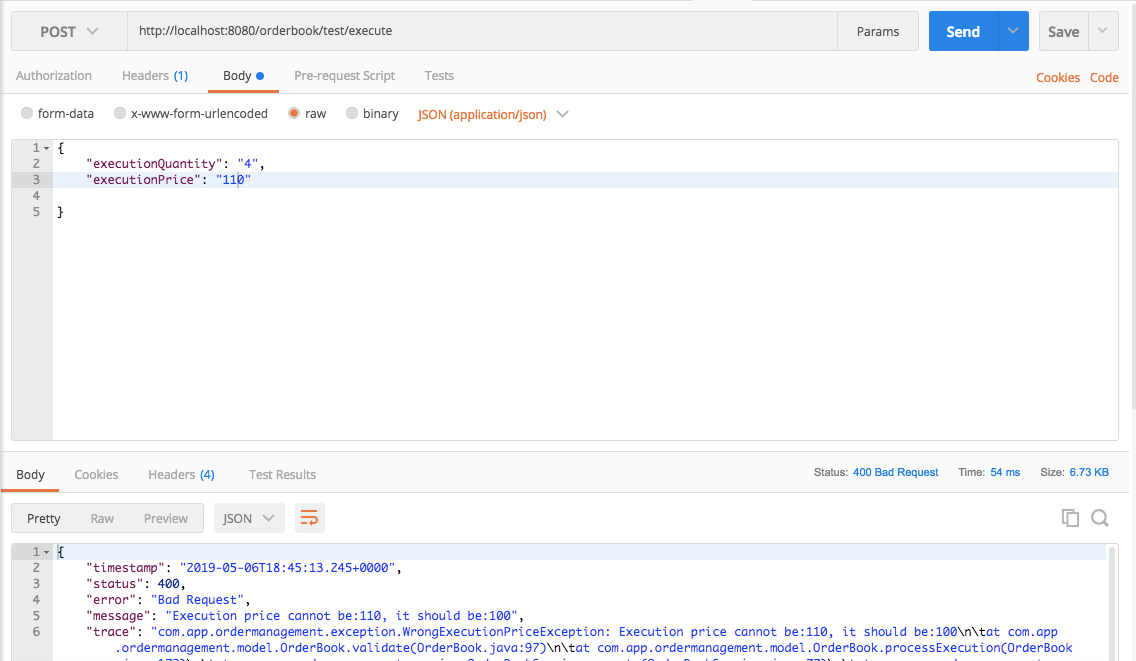 POST http://localhost:8080/orderbook/test/execute Params Send Save
Authorization Headers (1) Body Pre-request Script Tests Cookies Code
form-data x-www-form-urlencoded raw binary JSON (application/json)
1 {
2 "executionQuantity": "4",
3 "executionPrice": "110"
4
5 }
Body Cookies Headers (4) Test Results Status: 400 Bad Request Time: 54 ms Size: 6.73 KB
Pretty Raw Preview JSON
1 {
2 "timestamp": "2019-05-06T18:45:13.245+0000",
3 "status": 400,
4 "error": "Bad Request",
5 "message": "Execution price cannot be:110, it should be:100",
6 "trace": "com.app.ordermanagement.exception.WrongExecutionPriceException: Execution price cannot be:110, it should be:100\n\tat com.app
.ordermanagement.model.OrderBook.validate(OrderBook.java:97)\n\tat com.app.ordermanagement.model.OrderBook.processExecution(OrderBook